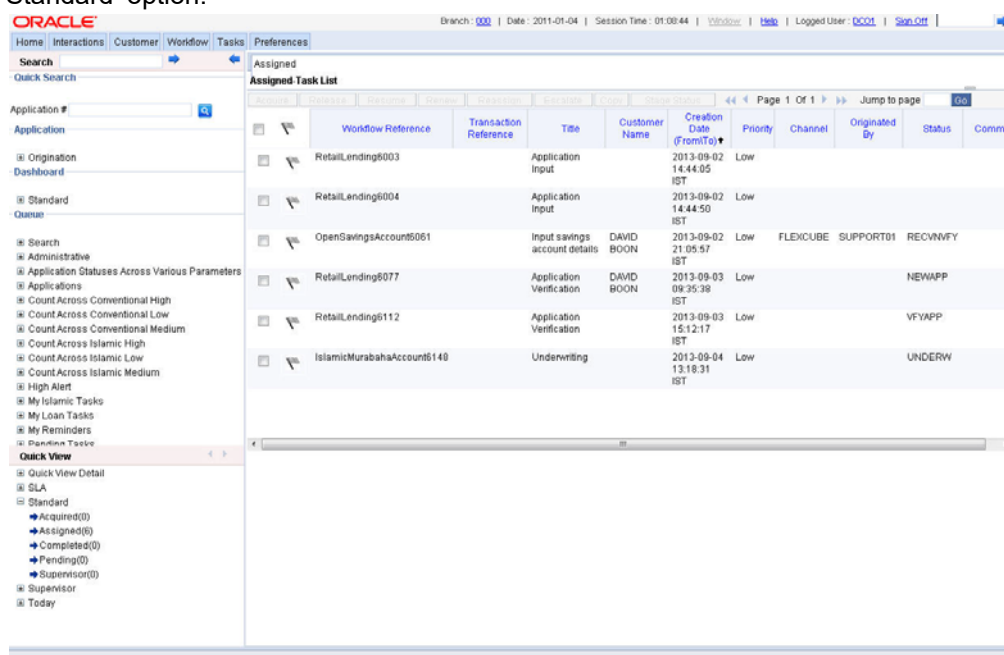 Standard option.
ORACLE
Branch : 000 | Date : 2011-01-04 | Session Time : 01:08:44 | Window | Help | Logged User : DCO1 | Sign.Off
Home Interactions Customer Workflow Tasks Preferences
Search
Quick Search
Application #
Application
Origination
Dashboard
Standard
Queue
Search
Administrative
Application Statuses Across Various Parameters
Applications
Count Across Conventional High
Count Across Conventional Low
Count Across Conventional Medium
Count Across Islamic High
Count Across Islamic Low
Count Across Islamic Medium
High Alert
My Islamic Tasks
My Loan Tasks
My Reminders
Pending Tasks
Quick View
Quick View Detail
SLA
Standard
Acquired(0)
Assigned(6)
Completed(0)
Pending(0)
Supervisor(0)
Supervisor
Today
Assigned
Assigned-Task List
Acquire Release Resume Renew Reassign Escalate Copy Stage Status Page 1 Of 1 Jump to page Go
Workflow Reference Transaction Reference Title Customer Name Creation Date (From\To) Priority Channel Originated By Status Comm
RetailLending6003 Application Input 2013-09-02 14:44:05 IST Low
RetailLending6004 Application Input 2013-09-02 14:44:50 IST Low
OpenSavingsAccount6061 Input savings account details DAVID BOON 2013-09-02 21:05:57 IST Low FLEXCUBE SUPPORT01 RECVNVFY
RetailLending6077 Application Verification DAVID BOON 2013-09-03 09:35:38 IST Low NEWAPP
RetailLending6112 Application Verification 2013-09-03 15:12:17 IST Low VFYAPP
IslamicMurabahaAccount6148 Underwriting 2013-09-04 13:18:31 IST Low UNDERW